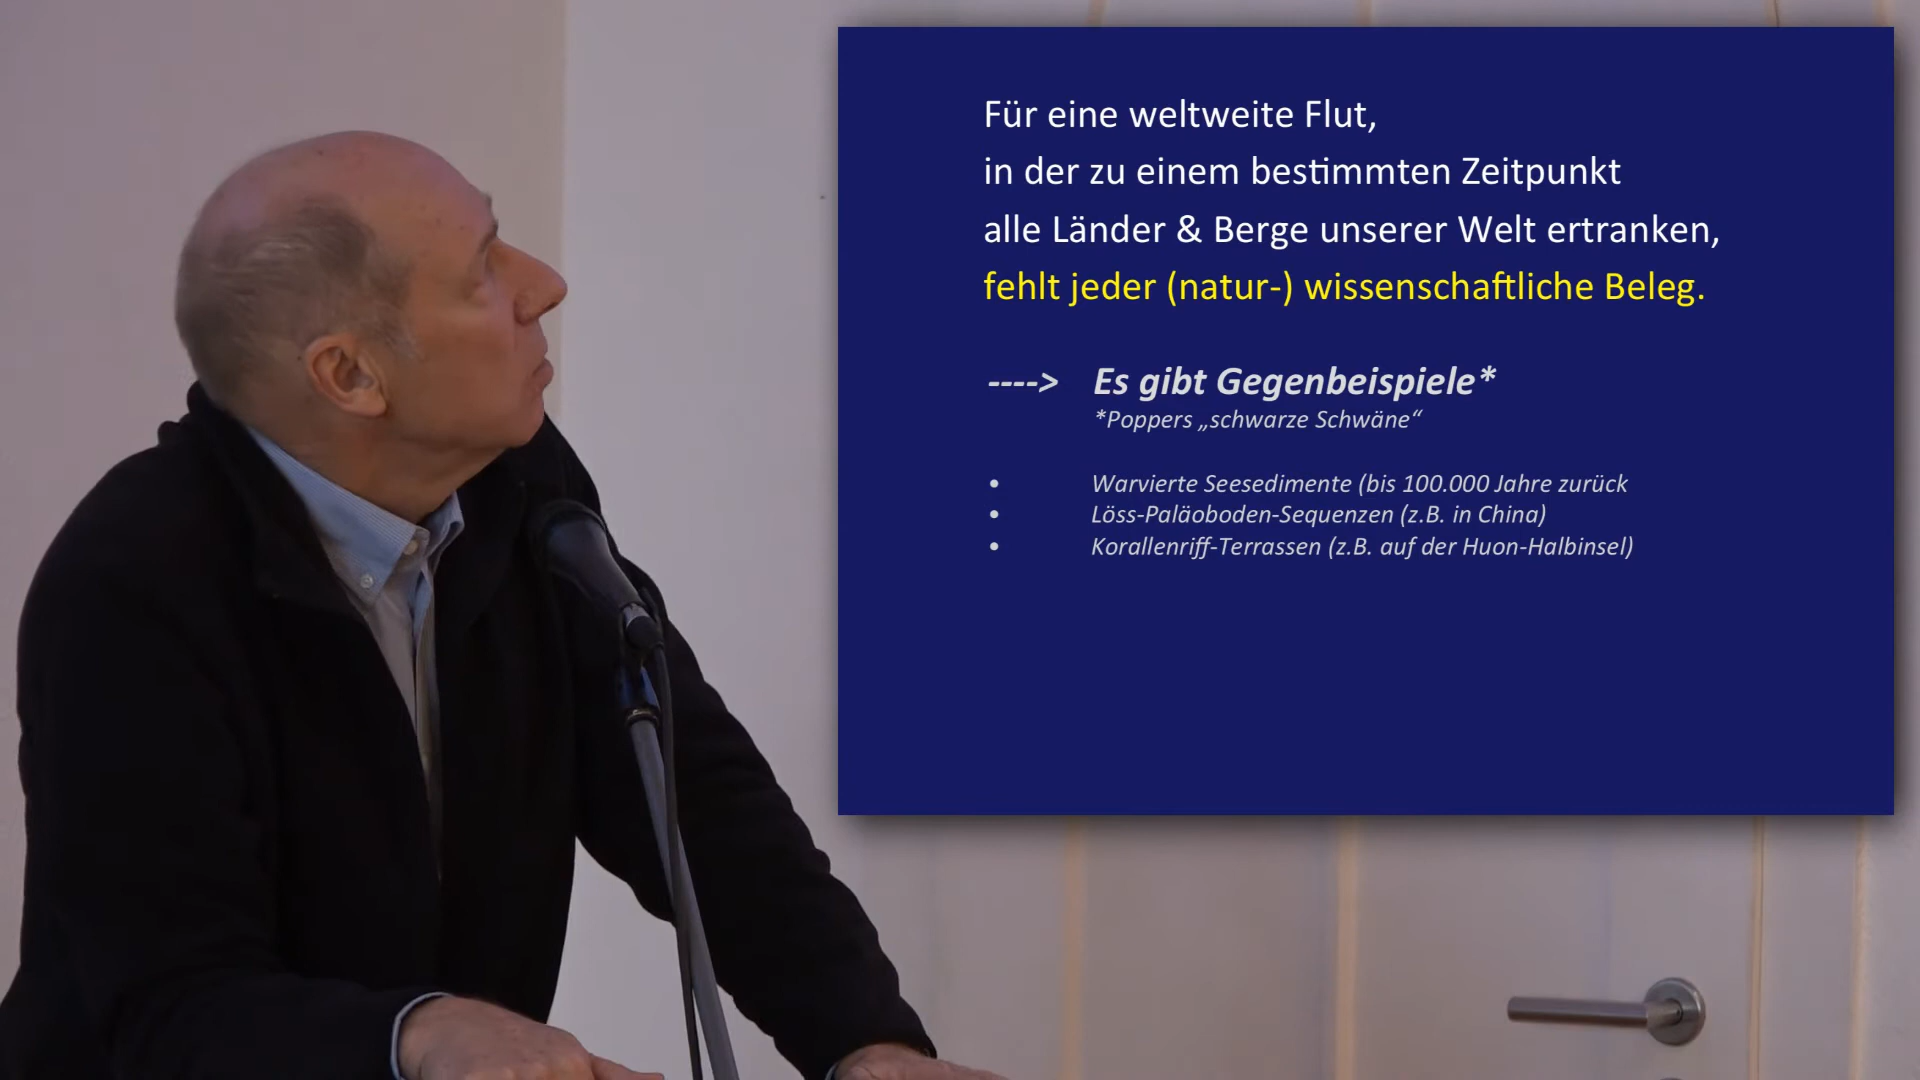 Für eine weltweite Flut,
in der zu einem bestimmten Zeitpunkt
alle Länder & Berge unserer Welt ertranken,
fehlt jeder (natur-) wissenschaftliche Beleg.
----> Es gibt Gegenbeispiele*
*Poppers „schwarze Schwäne“
• Warvierte Seesedimente (bis 100.000 Jahre zurück
• Löss-Paläoboden-Sequenzen (z.B. in China)
• Korallenriff-Terrassen (z.B. auf der Huon-Halbinsel)